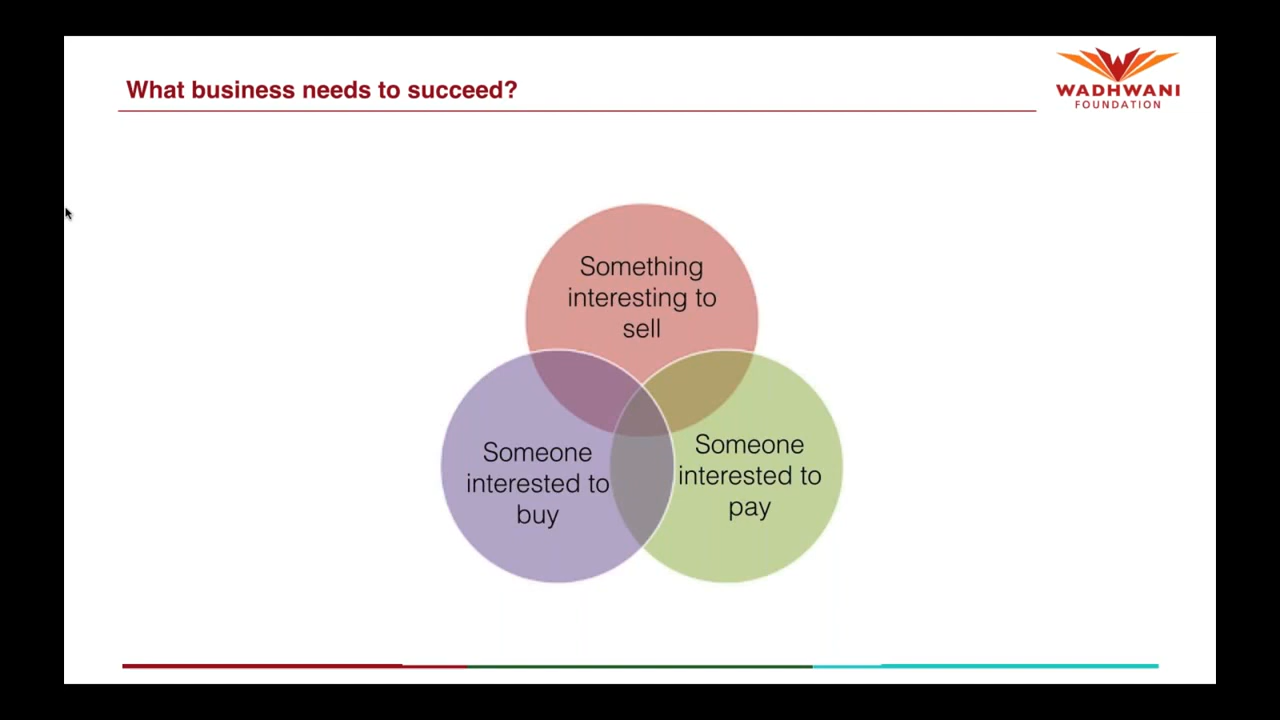 What business needs to succeed?
WADHWANI
FOUNDATION
Something
interesting to
sell
Someone
interested to
buy
Someone
interested to
pay